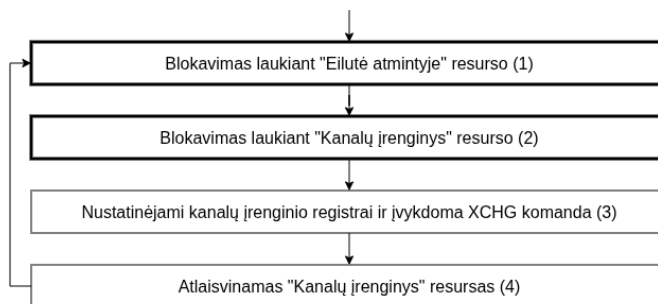 Blokavimas laukiant "Eilutė atmintyje" resurso (1)
Blokavimas laukiant "Kanalų įrenginys" resurso (2)
Nustatinėjami kanalų įrenginio registrai ir įvykdoma XCHG komanda (3)
Atlaisvinamas "Kanalų įrenginys" resursas (4)